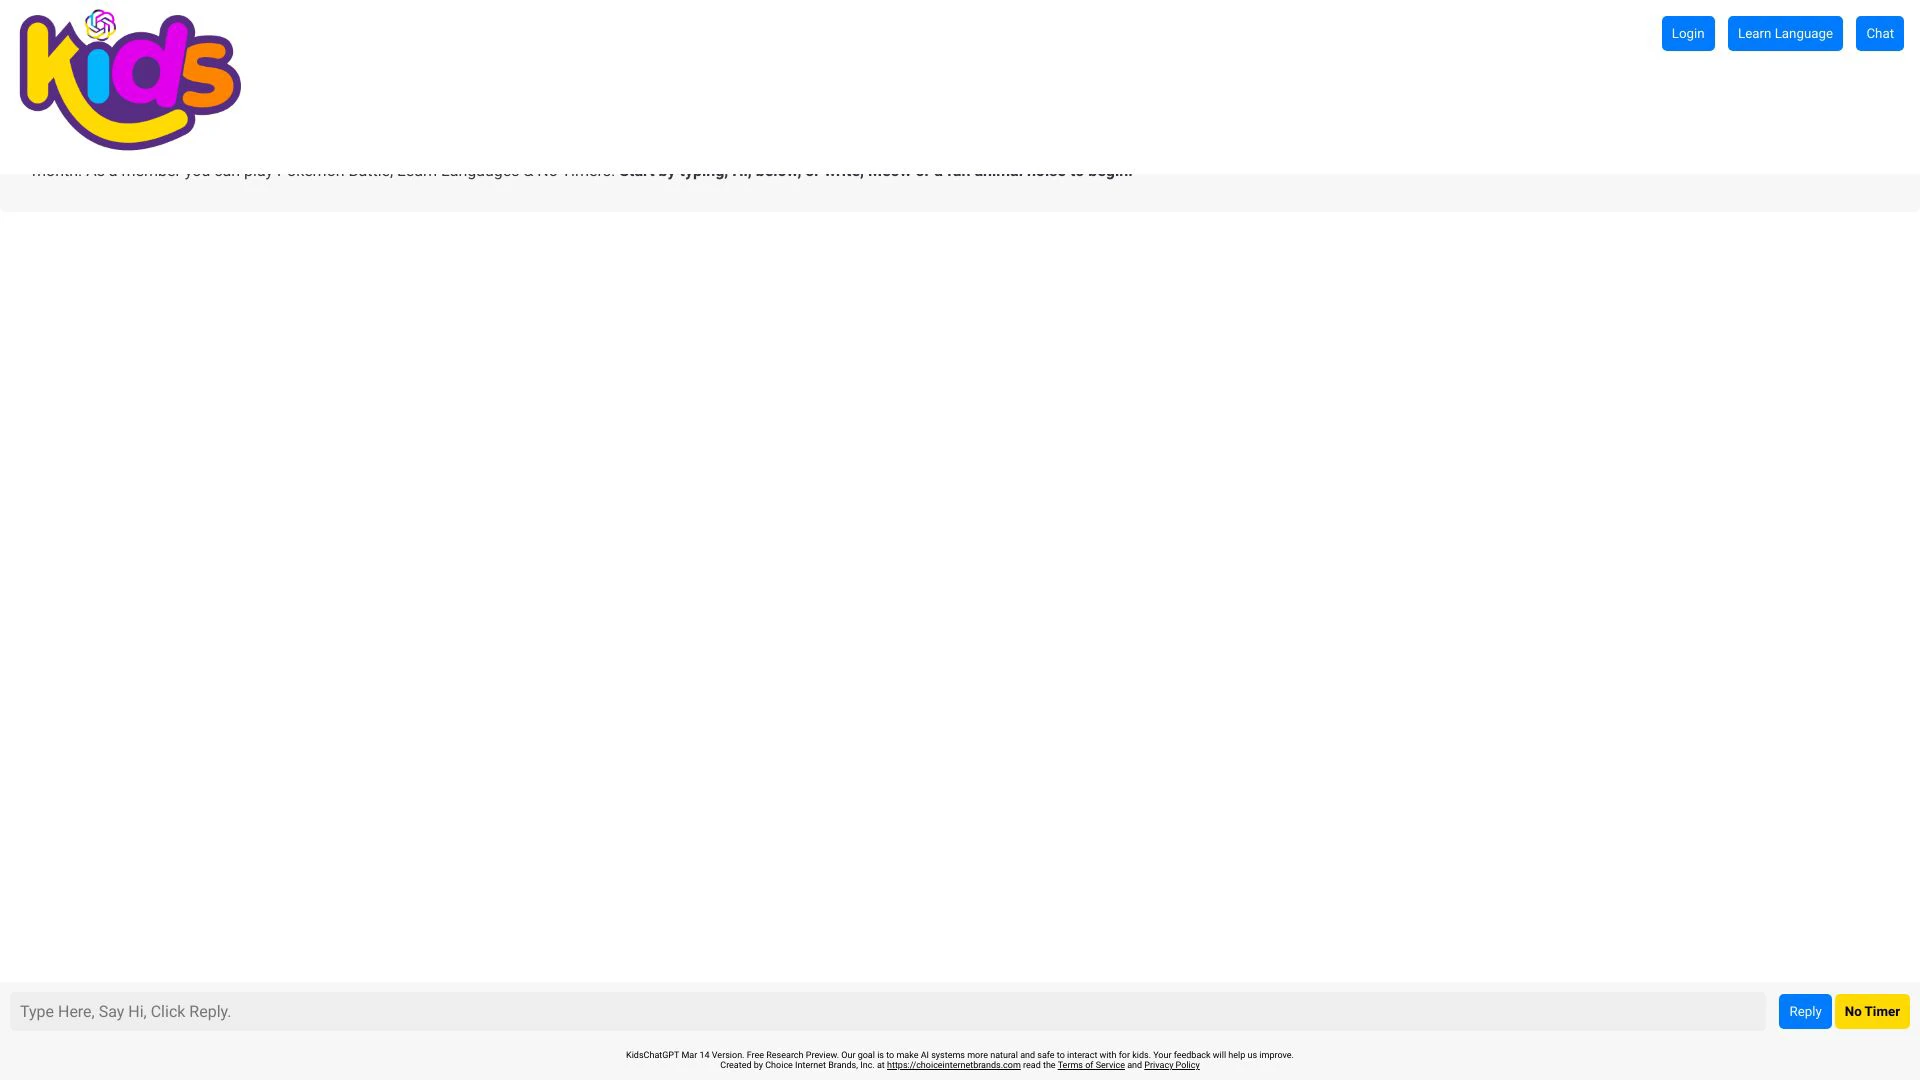 kids
Login
Learn Language
Chat
month! As a member you can play Pokemon Battle, Learn Languages & No Timers! Start by typing, Hi, below, or write, Meow or a fun animal noise to begin!
Type Here, Say Hi, Click Reply.
Reply
No Timer
KidsChatGPT Mar 14 Version. Free Research Preview. Our goal is to make AI systems more natural and safe to interact with for kids. Your feedback will help us improve.
Created by Choice Internet Brands, Inc. at https://choiceinternetbrands.com read the Terms of Service and Privacy Policy